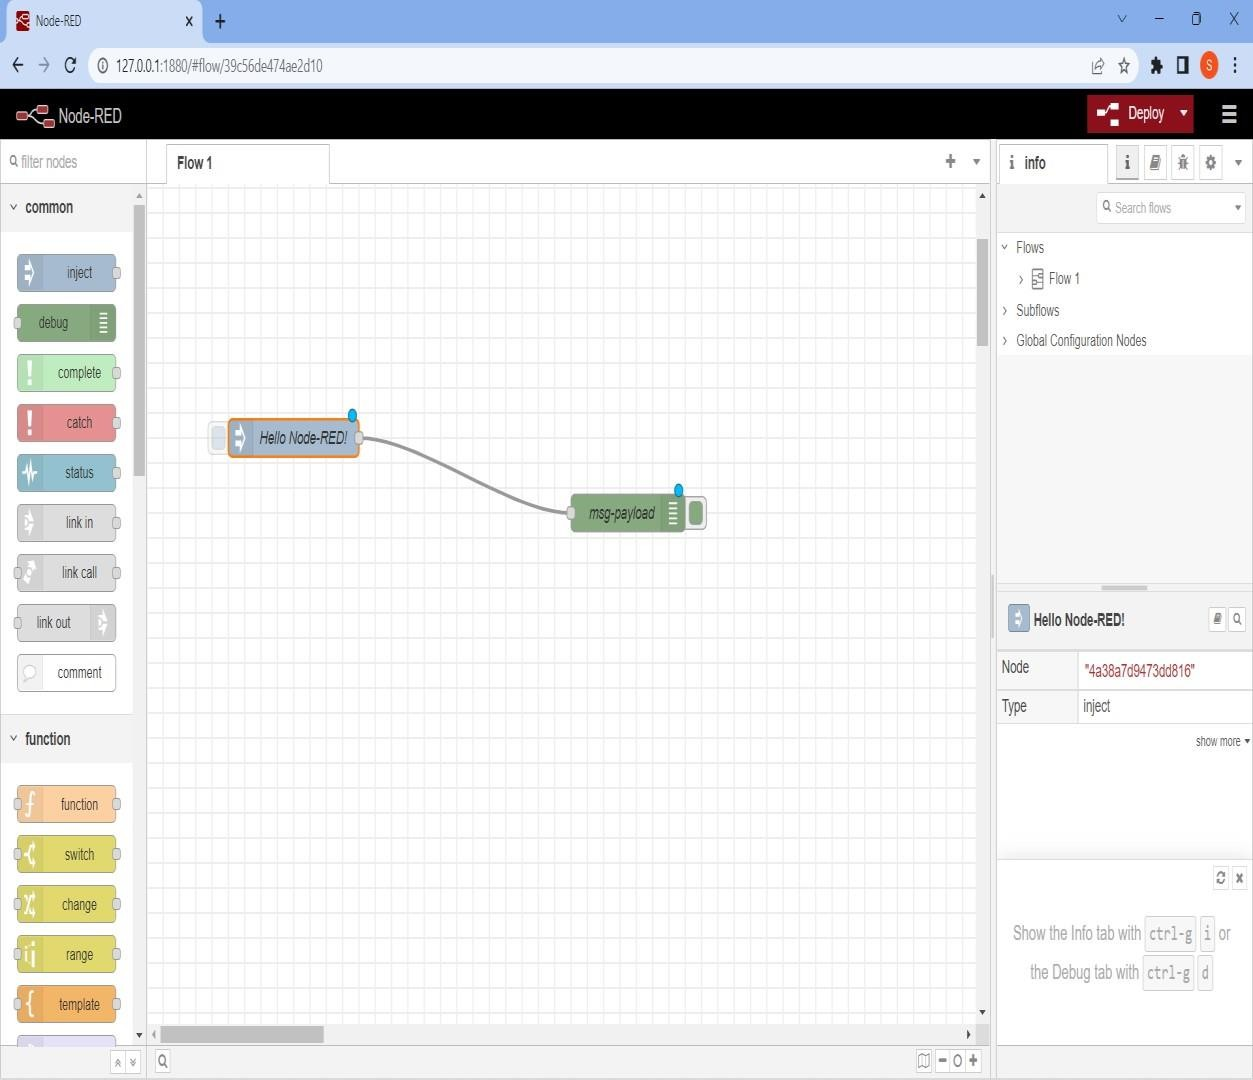 Node-RED
127.0.0.1:1880/#flow/39c56de474ae2d10
S
Node-RED
Deploy
filter nodes
Flow 1
i info
i
Search flows
common
inject
debug
complete
catch
status
link in
link call
link out
comment
function
function
switch
change
range
template
Hello Node-RED!
msg-payload
Flows
Flow 1
Subflows
Global Configuration Nodes
Hello Node-RED!
Node "4a38a7d9473dd816"
Type inject
show more
Show the Info tab with ctrl-g i or
the Debug tab with ctrl-g d